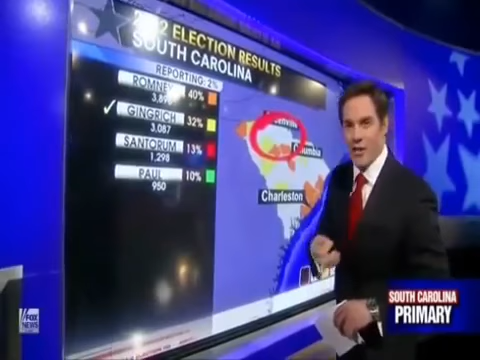 2012 ELECTION RESULTS
SOUTH CAROLINA
REPORTING: 2%
ROMNEY 40%
GINGRICH 32%
3,087
SANTORUM 13%
1,298
PAUL 10%
950
Columbia
Charleston
SOUTH CAROLINA
PRIMARY
FOX
NEWS